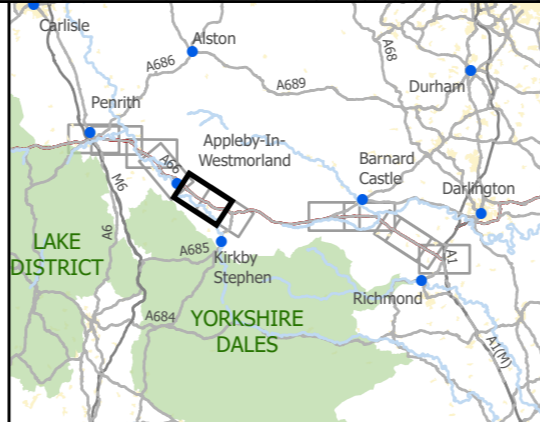 Carlisle
Alston
A68
A686
A689
Durham
Penrith
Appleby-In-
Westmorland
A66
M6
Barnard
Castle
Darlington
A6
LAKE
DISTRICT
A685
Kirkby
Stephen
A1
Richmond
A684
YORKSHIRE
DALES
A1(M)